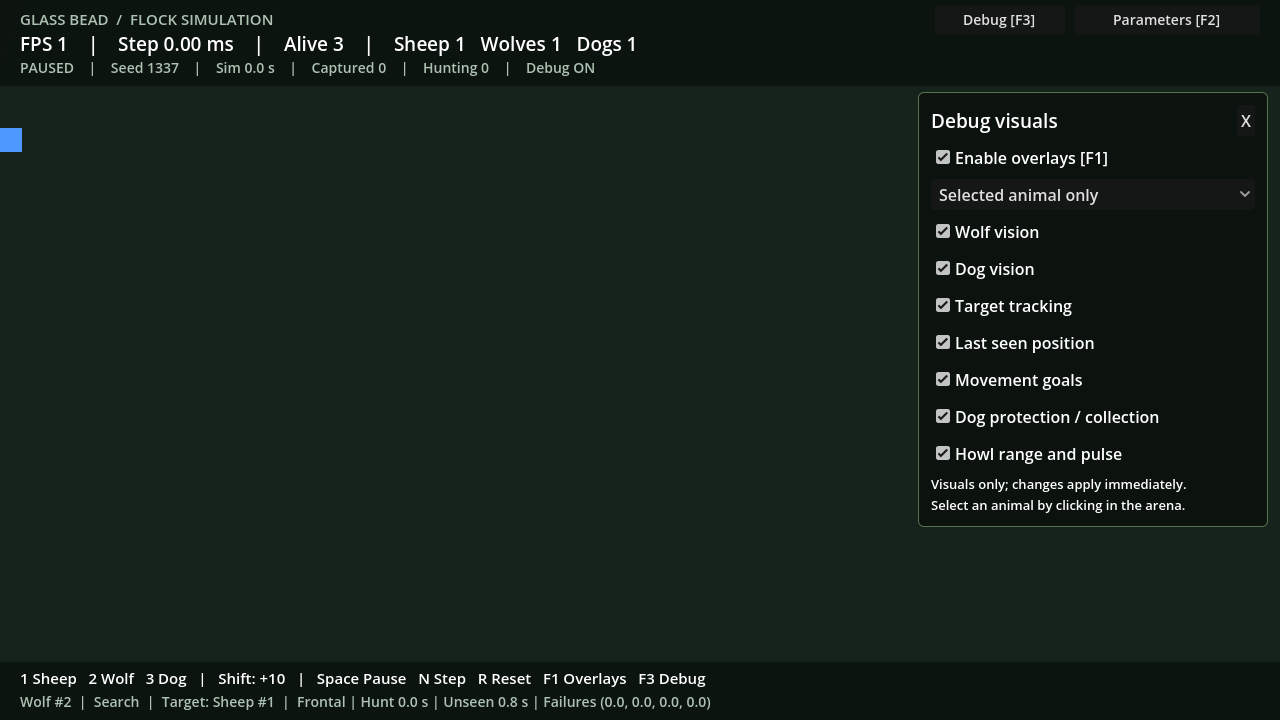 GLASS BEAD / FLOCK SIMULATION
FPS 1 | Step 0.00 ms | Alive 3 | Sheep 1 Wolves 1 Dogs 1
PAUSED | Seed 1337 | Sim 0.0 s | Captured 0 | Hunting 0 | Debug ON
Debug [F3]
Parameters [F2]
Debug visuals
X
Enable overlays [F1]
Selected animal only
Wolf vision
Dog vision
Target tracking
Last seen position
Movement goals
Dog protection / collection
Howl range and pulse
Visuals only; changes apply immediately.
Select an animal by clicking in the arena.
1 Sheep 2 Wolf 3 Dog | Shift: +10 | Space Pause N Step R Reset F1 Overlays F3 Debug
Wolf #2 | Search | Target: Sheep #1 | Frontal | Hunt 0.0 s | Unseen 0.8 s | Failures (0.0, 0.0, 0.0, 0.0)